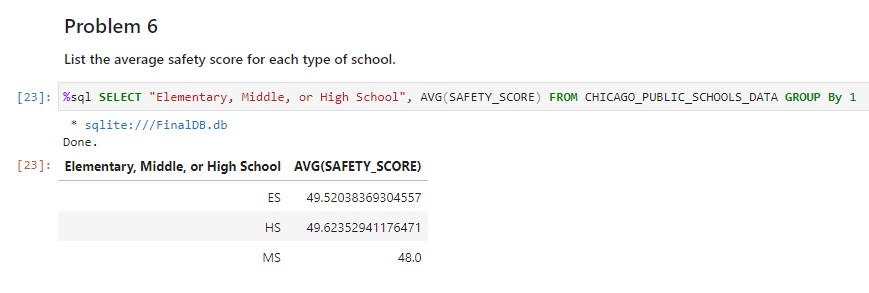 Problem 6
List the average safety score for each type of school.
[23]: %sql SELECT "Elementary, Middle, or High School", AVG(SAFETY_SCORE) FROM CHICAGO_PUBLIC_SCHOOLS_DATA GROUP By 1
* sqlite:///FinalDB.db
Done.
[23]: Elementary, Middle, or High School AVG(SAFETY_SCORE)
ES 49.52038369304557
HS 49.62352941176471
MS 48.0